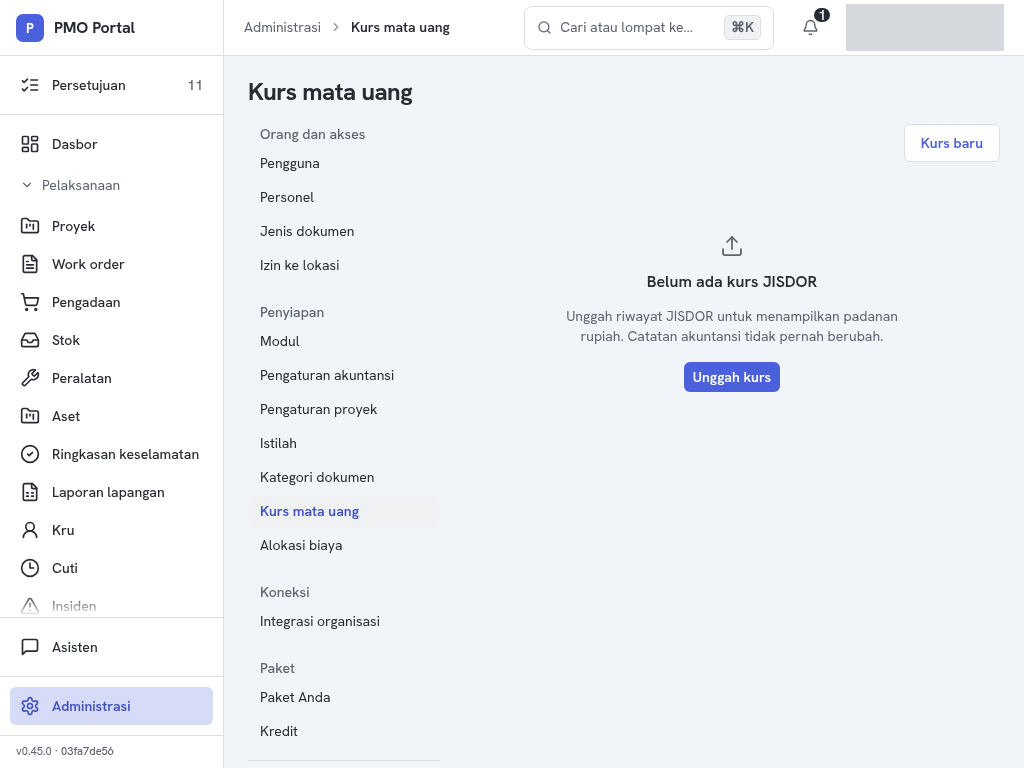 P PMO Portal
Persetujuan 11
Dasbor
Pelaksanaan
Proyek
Work order
Pengadaan
Stok
Peralatan
Aset
Ringkasan keselamatan
Laporan lapangan
Kru
Cuti
Insiden
Asisten
Administrasi
v0.45.0 · 03fa7de56
Administrasi > Kurs mata uang
Cari atau lompat ke... ⌘K
1
Kurs mata uang
Orang dan akses
Pengguna
Personel
Jenis dokumen
Izin ke lokasi
Penyiapan
Modul
Pengaturan akuntansi
Pengaturan proyek
Istilah
Kategori dokumen
Kurs mata uang
Alokasi biaya
Koneksi
Integrasi organisasi
Paket
Paket Anda
Kredit
Kurs baru
Belum ada kurs JISDOR
Unggah riwayat JISDOR untuk menampilkan padanan
rupiah. Catatan akuntansi tidak pernah berubah.
Unggah kurs